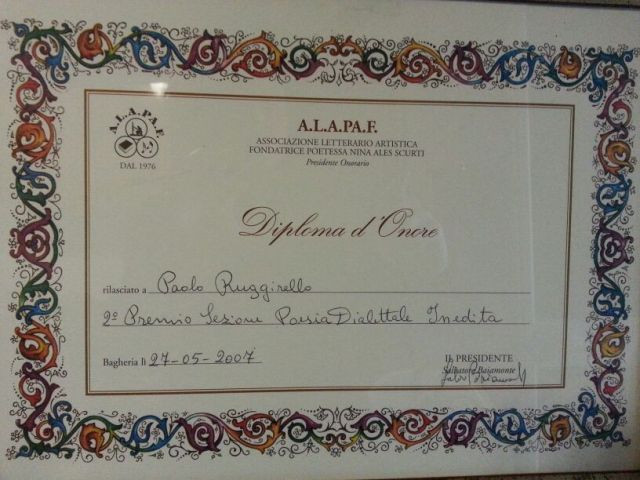 A.L.A.P.A.F.
DAL 1976
A.L.A.PA.F.
ASSOCIAZIONE LETTERARIO ARTISTICA
FONDATRICE POETESSA NINA ALES SCURTI
Presidente Onorario
Diploma d'Onore
rilasciato a Paolo Ruggirello
2° Premio Sezione Poesia Dialettale Inedita
Bagheria lì 27-05-2007
IL PRESIDENTE
Salvatore Baiamonte